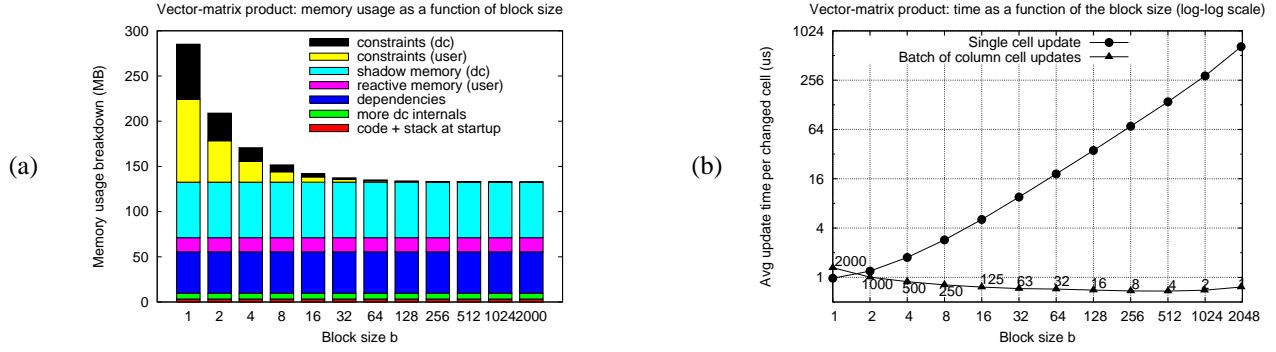 (a)
Vector-matrix product: memory usage as a function of block size
Memory usage breakdown (MB)
300
250
200
150
100
50
0
constraints (dc)
constraints (user)
shadow memory (dc)
reactive memory (user)
dependencies
more dc internals
code + stack at startup
1 2 4 8 16 32 64 128 256 512 1024 2000
Block size b
(b)
Vector-matrix product: time as a function of the block size (log-log scale)
Avg update time per changed cell (us)
1024
256
64
16
4
1
Single cell update
Batch of column cell updates
2000 1000 500 250 125 63 32 16 8 4 2
1 2 4 8 16 32 64 128 256 512 1024 2048
Block size b